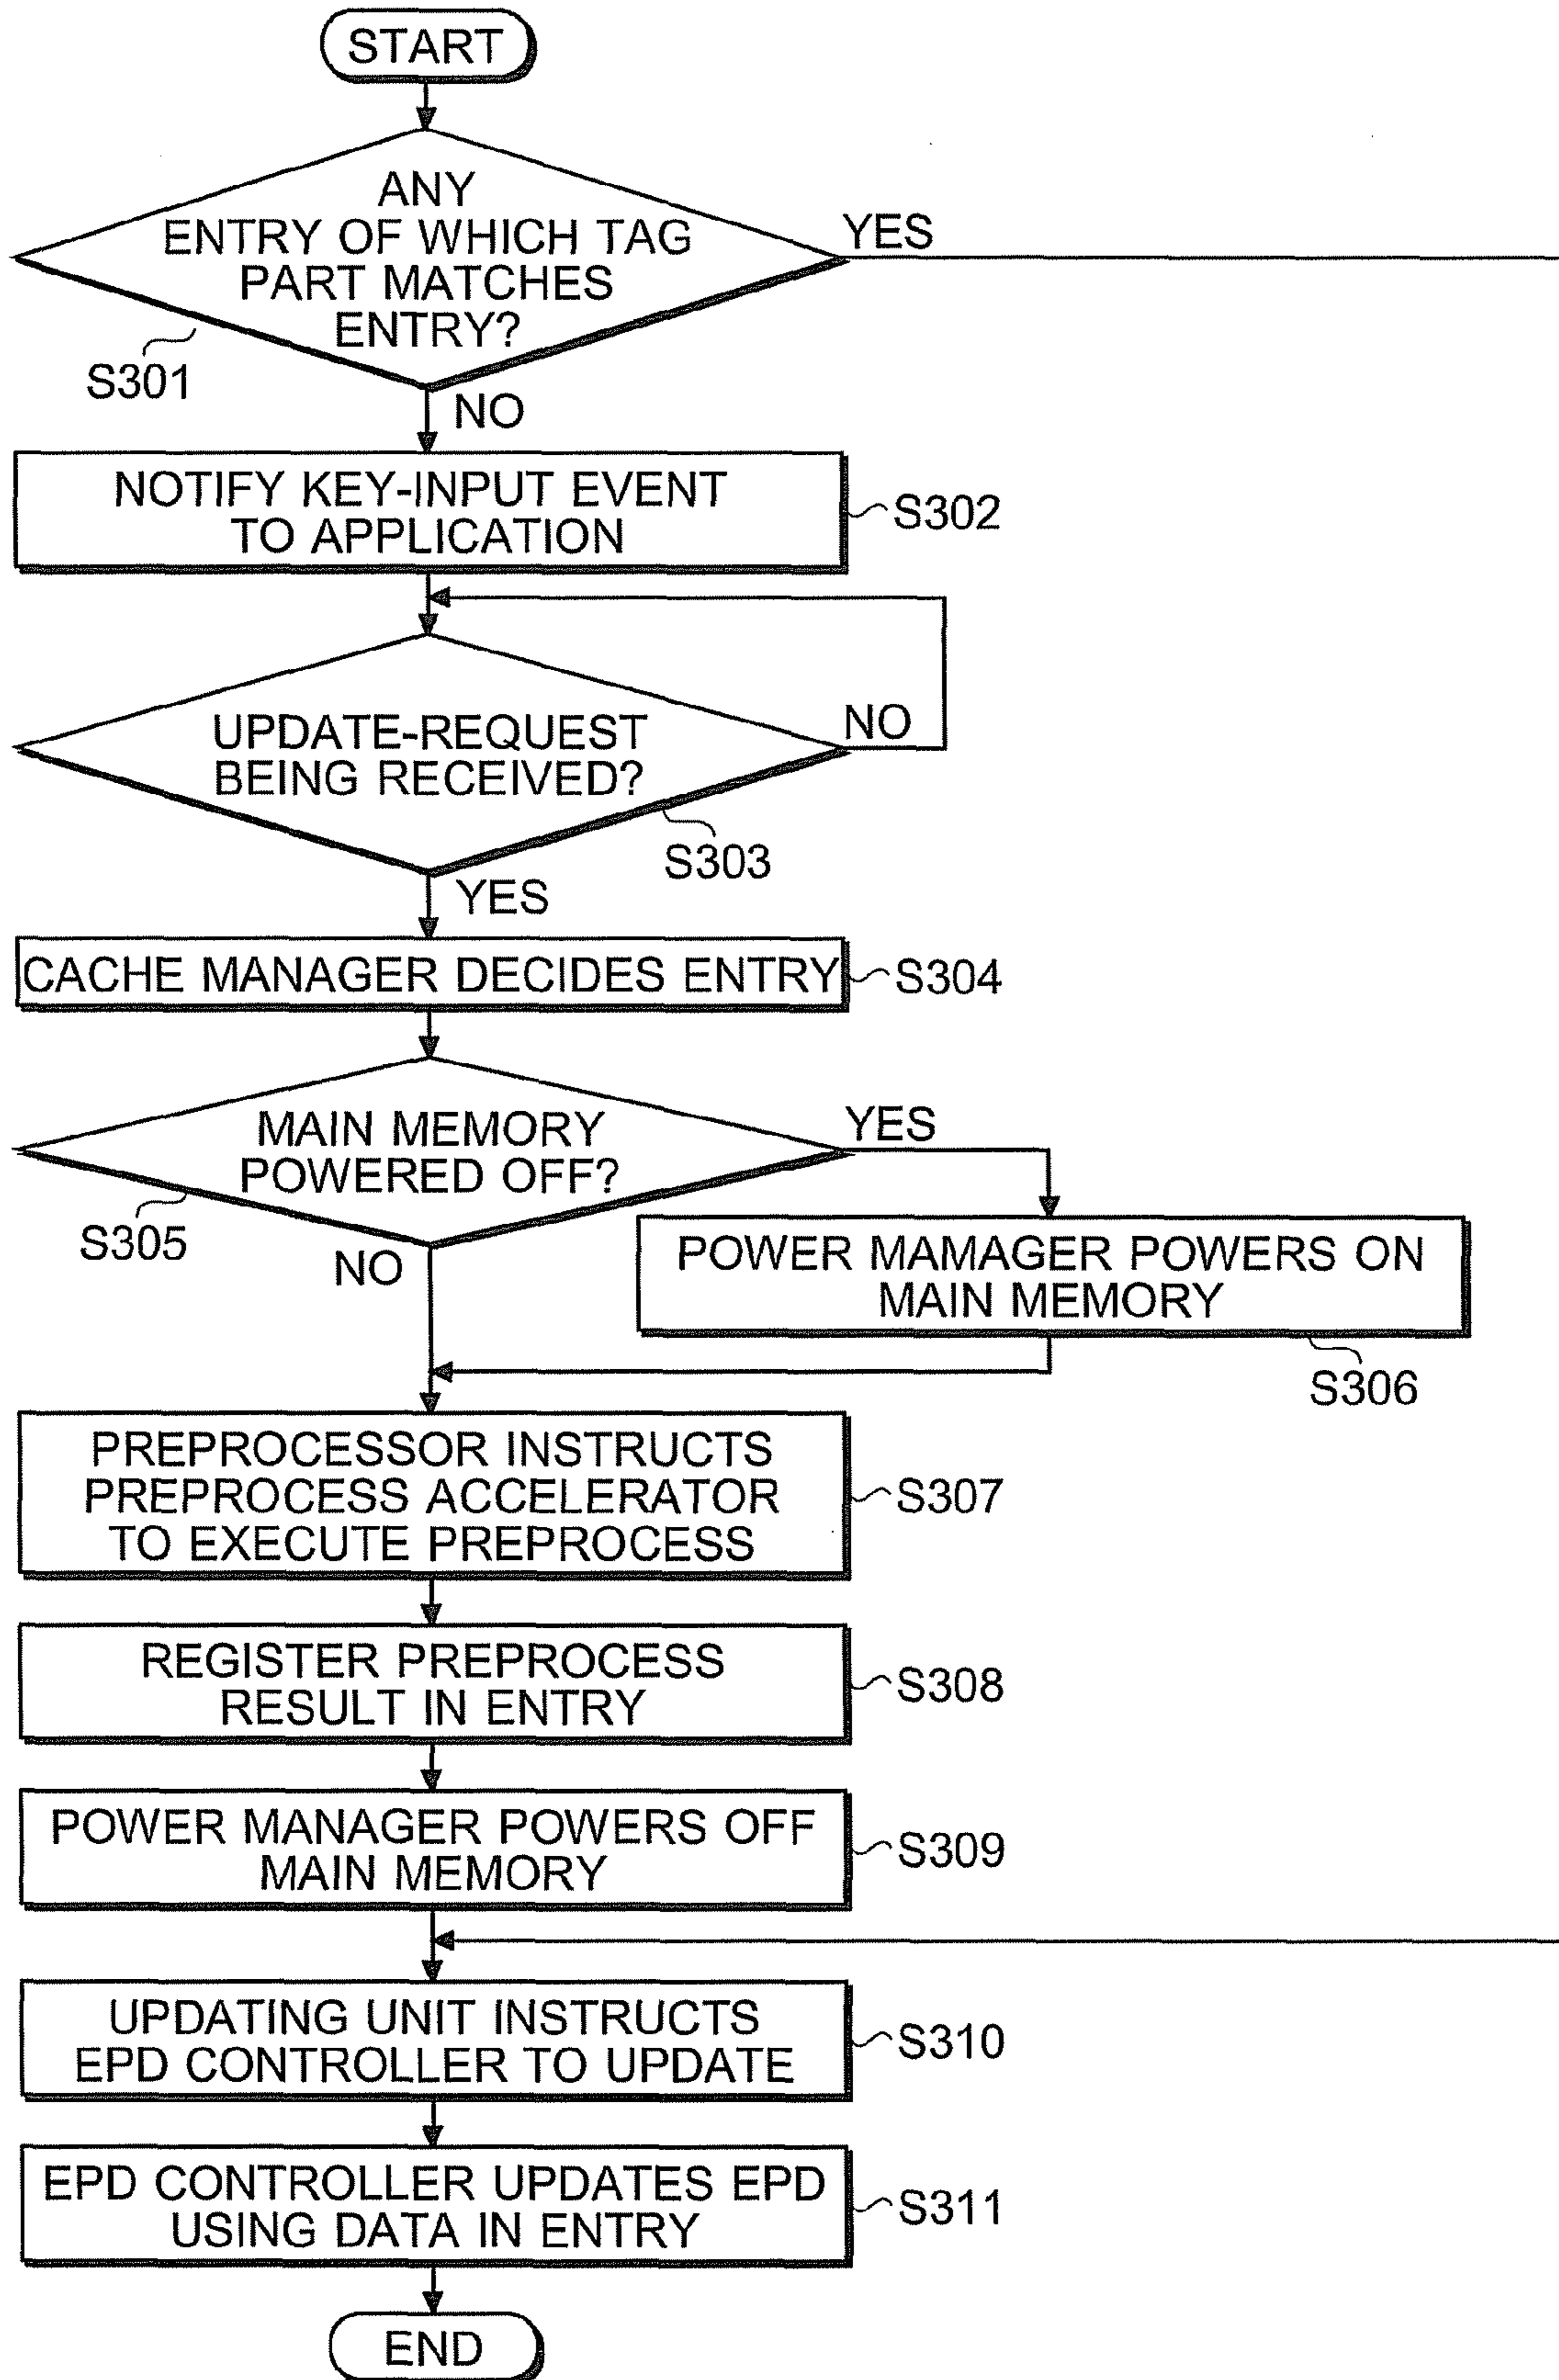 START
ANY
ENTRY OF WHICH TAG
PART MATCHES
ENTRY?
YES
S301
NO
NOTIFY KEY-INPUT EVENT
TO APPLICATION
S302
UPDATE-REQUEST
BEING RECEIVED?
NO
S303
YES
CACHE MANAGER DECIDES ENTRY
S304
MAIN MEMORY
POWERED OFF?
YES
S305
NO
POWER MAMAGER POWERS ON
MAIN MEMORY
S306
PREPROCESSOR INSTRUCTS
PREPROCESS ACCELERATOR
TO EXECUTE PREPROCESS
S307
REGISTER PREPROCESS
RESULT IN ENTRY
S308
POWER MANAGER POWERS OFF
MAIN MEMORY
S309
UPDATING UNIT INSTRUCTS
EPD CONTROLLER TO UPDATE
S310
EPD CONTROLLER UPDATES EPD
USING DATA IN ENTRY
S311
END